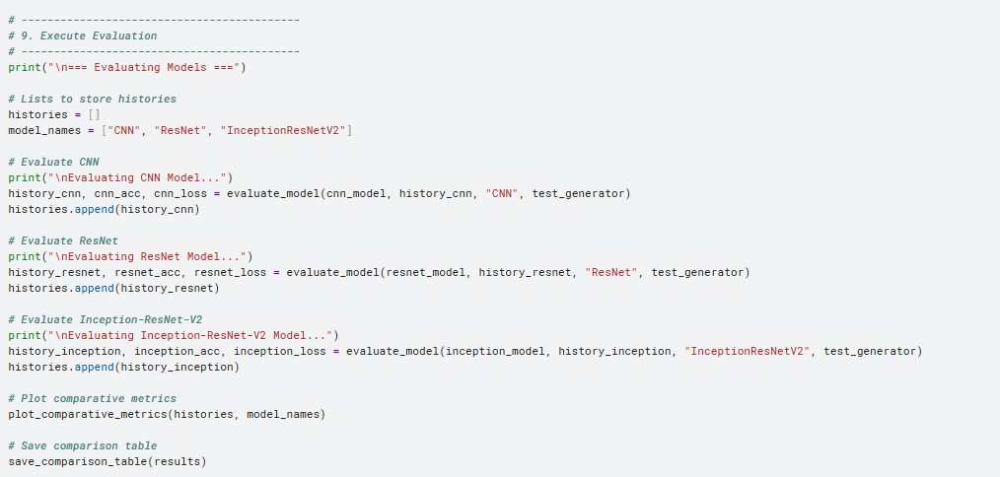 # -------------------------------------------
# 9. Execute Evaluation
# -------------------------------------------
print("\n=== Evaluating Models ===")
# Lists to store histories
histories = []
model_names = ["CNN", "ResNet", "InceptionResNetV2"]
# Evaluate CNN
print("\nEvaluating CNN Model...")
history_cnn, cnn_acc, cnn_loss = evaluate_model(cnn_model, history_cnn, "CNN", test_generator)
histories.append(history_cnn)
# Evaluate ResNet
print("\nEvaluating ResNet Model...")
history_resnet, resnet_acc, resnet_loss = evaluate_model(resnet_model, history_resnet, "ResNet", test_generator)
histories.append(history_resnet)
# Evaluate Inception-ResNet-V2
print("\nEvaluating Inception-ResNet-V2 Model...")
history_inception, inception_acc, inception_loss = evaluate_model(inception_model, history_inception, "InceptionResNetV2", test_generator)
histories.append(history_inception)
# Plot comparative metrics
plot_comparative_metrics(histories, model_names)
# Save comparison table
save_comparison_table(results)